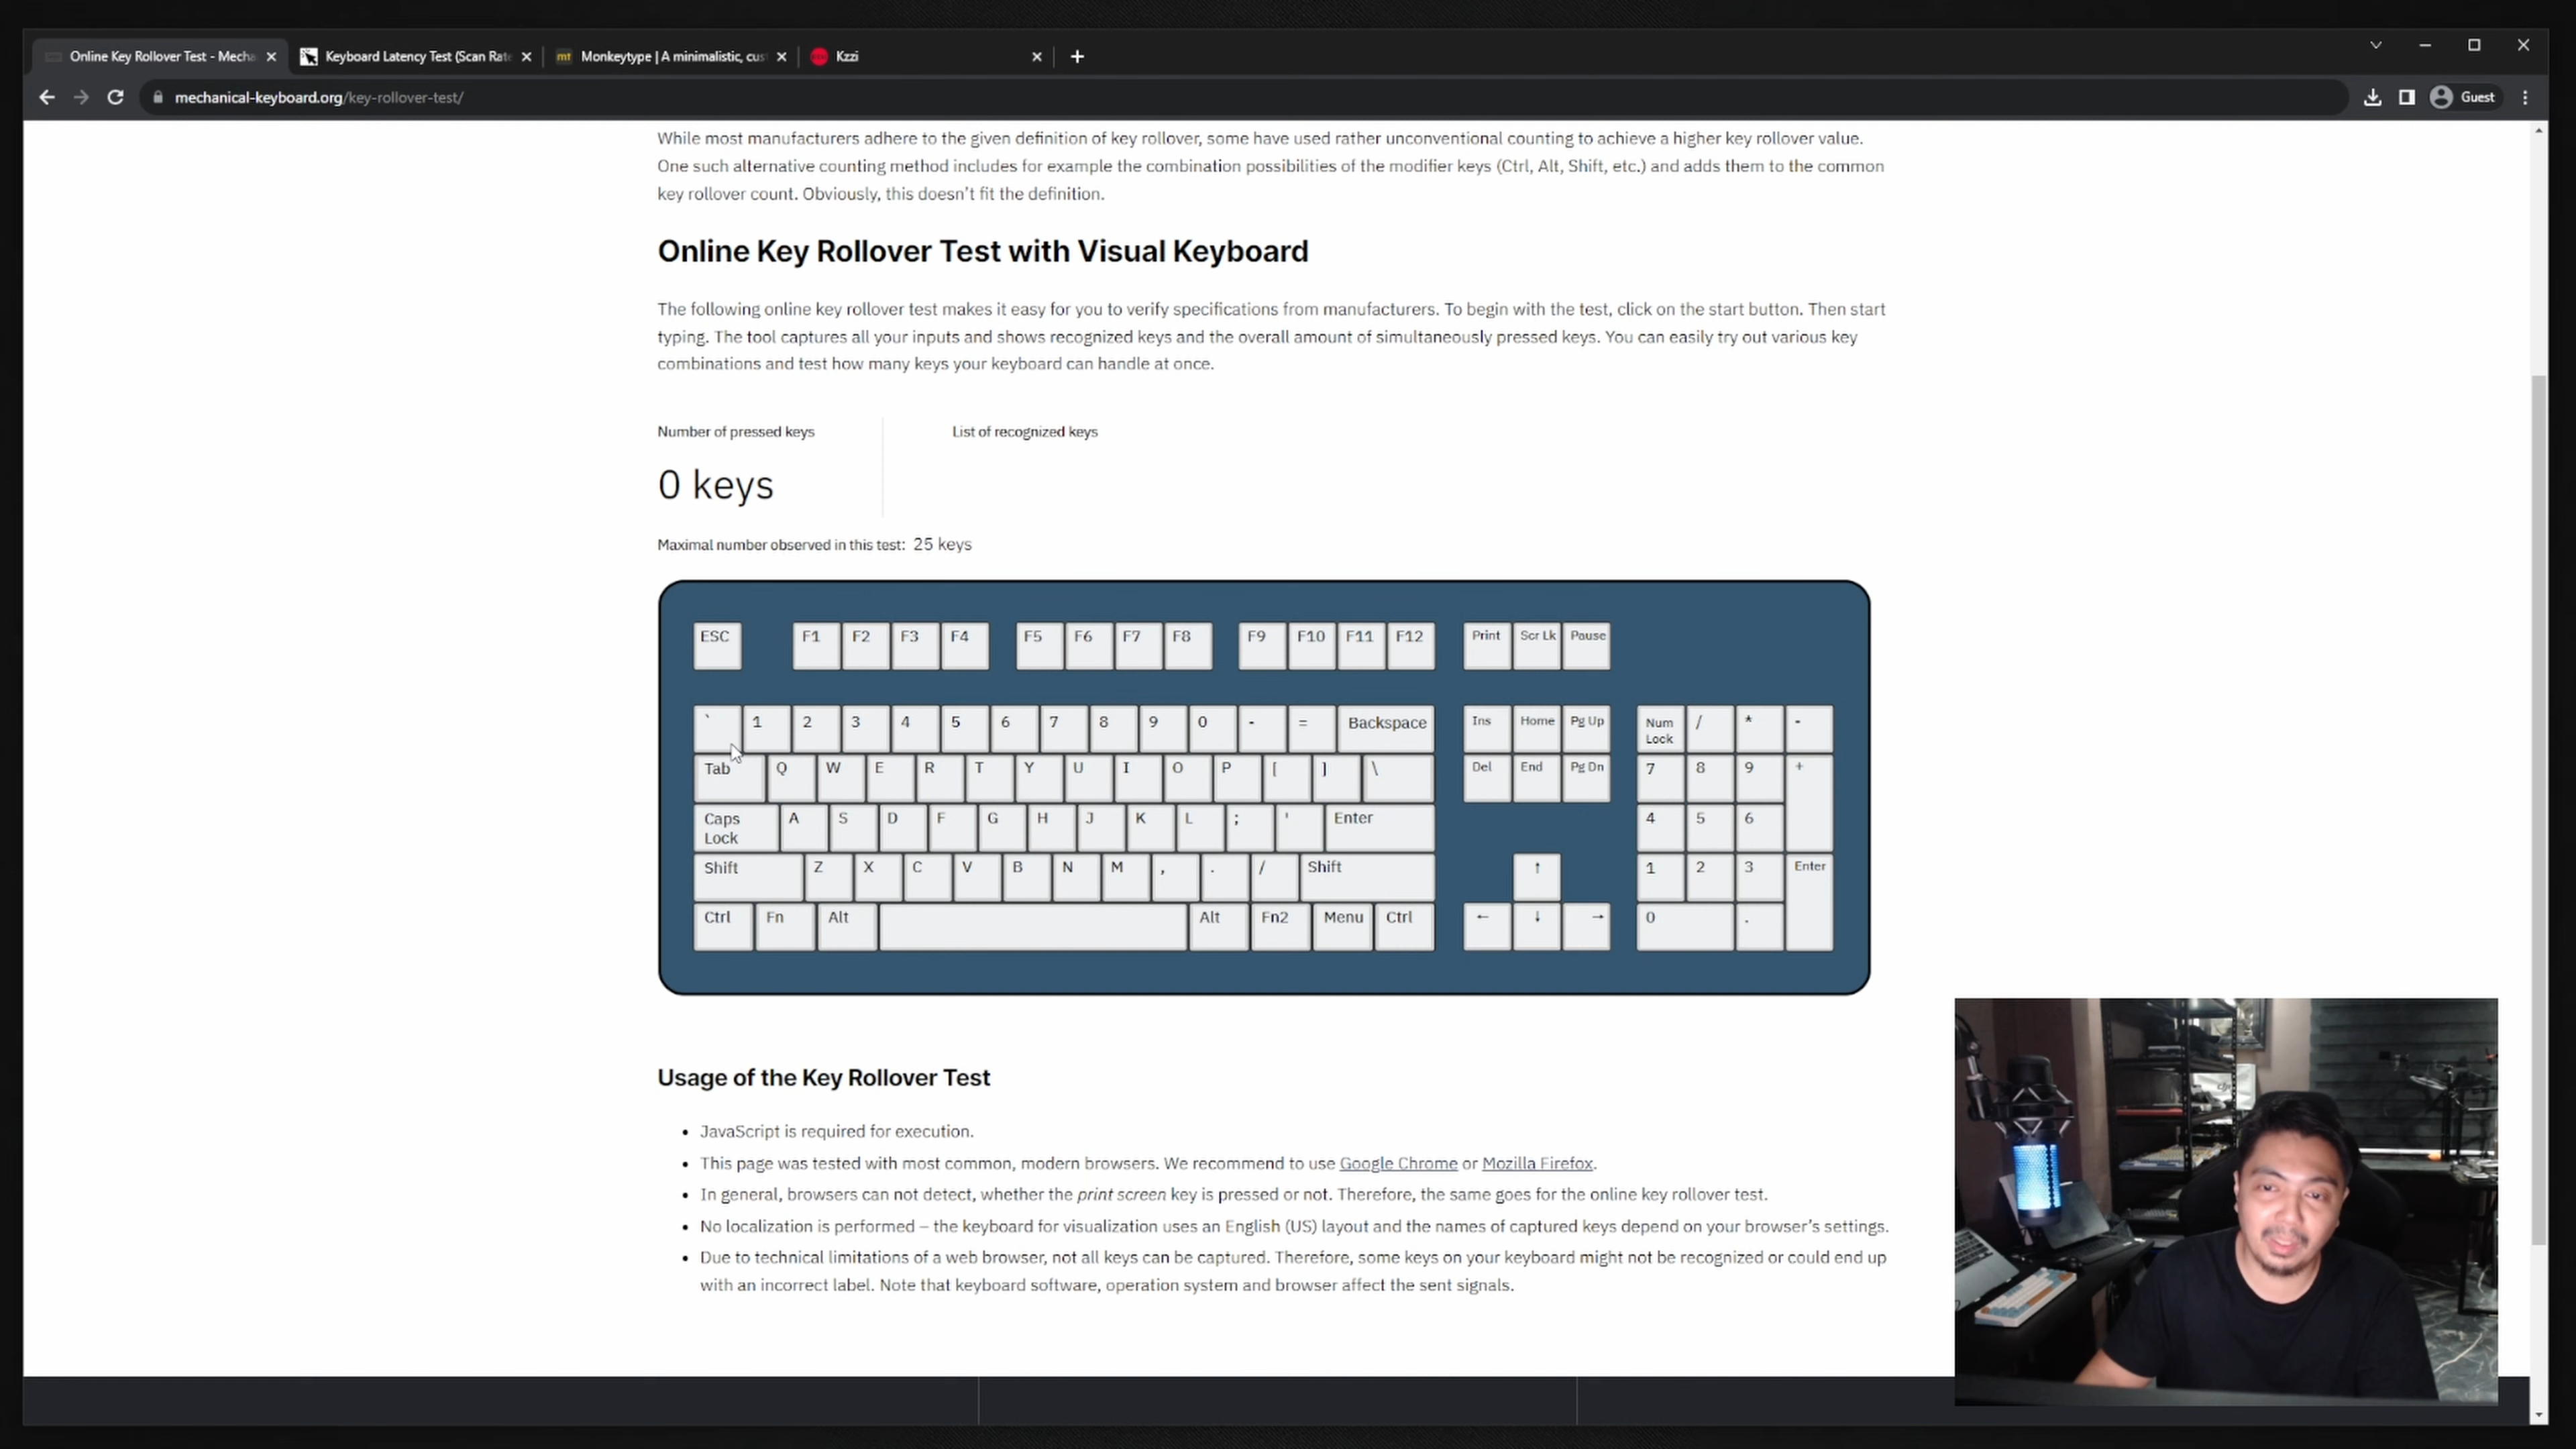 Online Key Rollover Test - Mecha
Keyboard Latency Test (Scan Rate
mt Monkeytype | A minimalistic, cus
Kzzi
mechanical-keyboard.org/key-rollover-test/
Guest
While most manufacturers adhere to the given definition of key rollover, some have used rather unconventional counting to achieve a higher key rollover value.
One such alternative counting method includes for example the combination possibilities of the modifier keys (Ctrl, Alt, Shift, etc.) and adds them to the common
key rollover count. Obviously, this doesn't fit the definition.
Online Key Rollover Test with Visual Keyboard
The following online key rollover test makes it easy for you to verify specifications from manufacturers. To begin with the test, click on the start button. Then start
typing. The tool captures all your inputs and shows recognized keys and the overall amount of simultaneously pressed keys. You can easily try out various key
combinations and test how many keys your keyboard can handle at once.
Number of pressed keys
List of recognized keys
0 keys
Maximal number observed in this test: 25 keys
ESC F1 F2 F3 F4 F5 F6 F7 F8 F9 F10 F11 F12 Print Scr Lk Pause
` 1 2 3 4 5 6 7 8 9 0 - = Backspace Ins Home Pg Up Num Lock / * -
Tab Q W E R T Y U I O P [ ] \ Del End Pg Dn 7 8 9 +
Caps Lock A S D F G H J K L ; ' Enter 4 5 6
Shift Z X C V B N M , . / Shift ↑ 1 2 3 Enter
Ctrl Fn Alt Alt Fn2 Menu Ctrl ← ↓ → 0 .
Usage of the Key Rollover Test
• JavaScript is required for execution.
• This page was tested with most common, modern browsers. We recommend to use Google Chrome or Mozilla Firefox.
• In general, browsers can not detect, whether the print screen key is pressed or not. Therefore, the same goes for the online key rollover test.
• No localization is performed – the keyboard for visualization uses an English (US) layout and the names of captured keys depend on your browser's settings.
• Due to technical limitations of a web browser, not all keys can be captured. Therefore, some keys on your keyboard might not be recognized or could end up
with an incorrect label. Note that keyboard software, operation system and browser affect the sent signals.